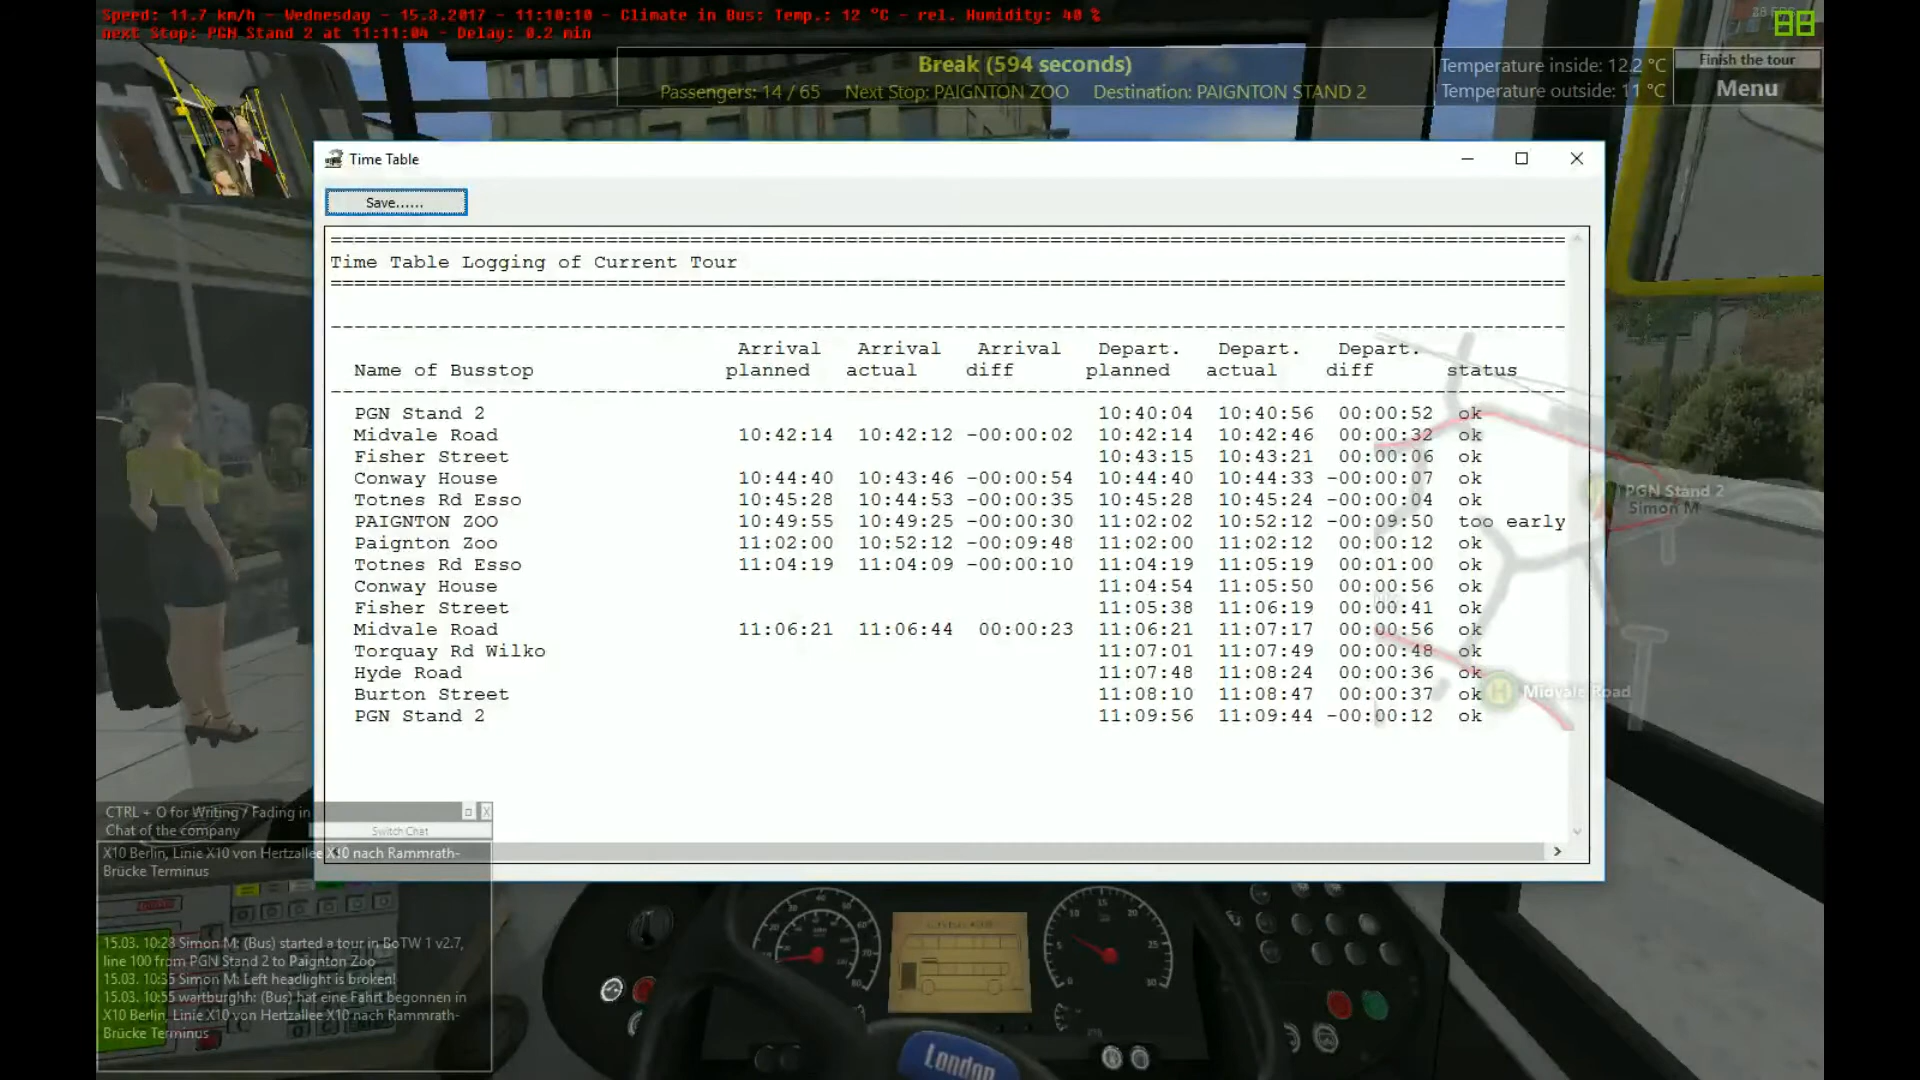 Speed: 11.7 km/h - Wednesday - 15.3.2017 - 11:10:10 - Climate in Bus: Temp.: 12 °C - rel. Humidity: 40 %
next Stop: PGN Stand 2 at 11:11:04 - Delay: 0.2 min
Break (594 seconds)
Passengers: 14 / 65 Next Stop: PAIGNTON ZOO Destination: PAIGNTON STAND 2
Temperature inside: 12.2 °C
Temperature outside: 11 °C
Finish the tour
Menu
Time Table
Save......
Time Table Logging of Current Tour
Arrival Arrival Arrival Depart. Depart. Depart.
Name of Busstop planned actual diff planned actual diff status
PGN Stand 2 10:40:04 10:40:56 00:00:52 ok
Midvale Road 10:42:14 10:42:12 -00:00:02 10:42:14 10:42:46 00:00:32 ok
Fisher Street 10:43:15 10:43:21 00:00:06 ok
Conway House 10:44:40 10:43:46 -00:00:54 10:44:40 10:44:33 -00:00:07 ok
Totnes Rd Esso 10:45:28 10:44:53 -00:00:35 10:45:28 10:45:24 -00:00:04 ok
PAIGNTON ZOO 10:49:55 10:49:25 -00:00:30 11:02:02 10:52:12 -00:09:50 too early
Paignton Zoo 11:02:00 10:52:12 -00:09:48 11:02:00 11:02:12 00:00:12 ok
Totnes Rd Esso 11:04:19 11:04:09 -00:00:10 11:04:19 11:05:19 00:01:00 ok
Conway House 11:04:54 11:05:50 00:00:56 ok
Fisher Street 11:05:38 11:06:19 00:00:41 ok
Midvale Road 11:06:21 11:06:44 00:00:23 11:06:21 11:07:17 00:00:56 ok
Torquay Rd Wilko 11:07:01 11:07:49 00:00:48 ok
Hyde Road 11:07:48 11:08:24 00:00:36 ok
Burton Street 11:08:10 11:08:47 00:00:37 ok
PGN Stand 2 11:09:56 11:09:44 -00:00:12 ok
PGN Stand 2
Simon M
H Midvale Road
CTRL + O for Writing / Fading in
Chat of the company
Switch Chat
X10 Berlin, Linie X10 von Hertzallee X10 nach Rammrath-
Brücke Terminus
15.03. 10:28 Simon M: (Bus) started a tour in BoTW 1 v2.7,
line 100 from PGN Stand 2 to Paignton Zoo
15.03. 10:35 Simon M: Left headlight is broken!
15.03. 10:55 wartburghh: (Bus) hat eine Fahrt begonnen in
X10 Berlin, Linie X10 von Hertzallee X10 nach Rammrath-
Brücke Terminus
London